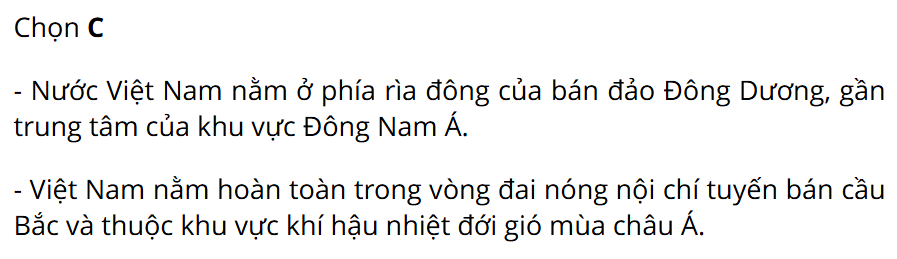 Chọn C
- Nước Việt Nam nằm ở phía rìa đông của bán đảo Đông Dương, gần
trung tâm của khu vực Đông Nam Á.
- Việt Nam nằm hoàn toàn trong vòng đai nóng nội chí tuyến bán cầu
Bắc và thuộc khu vực khí hậu nhiệt đới gió mùa châu Á.